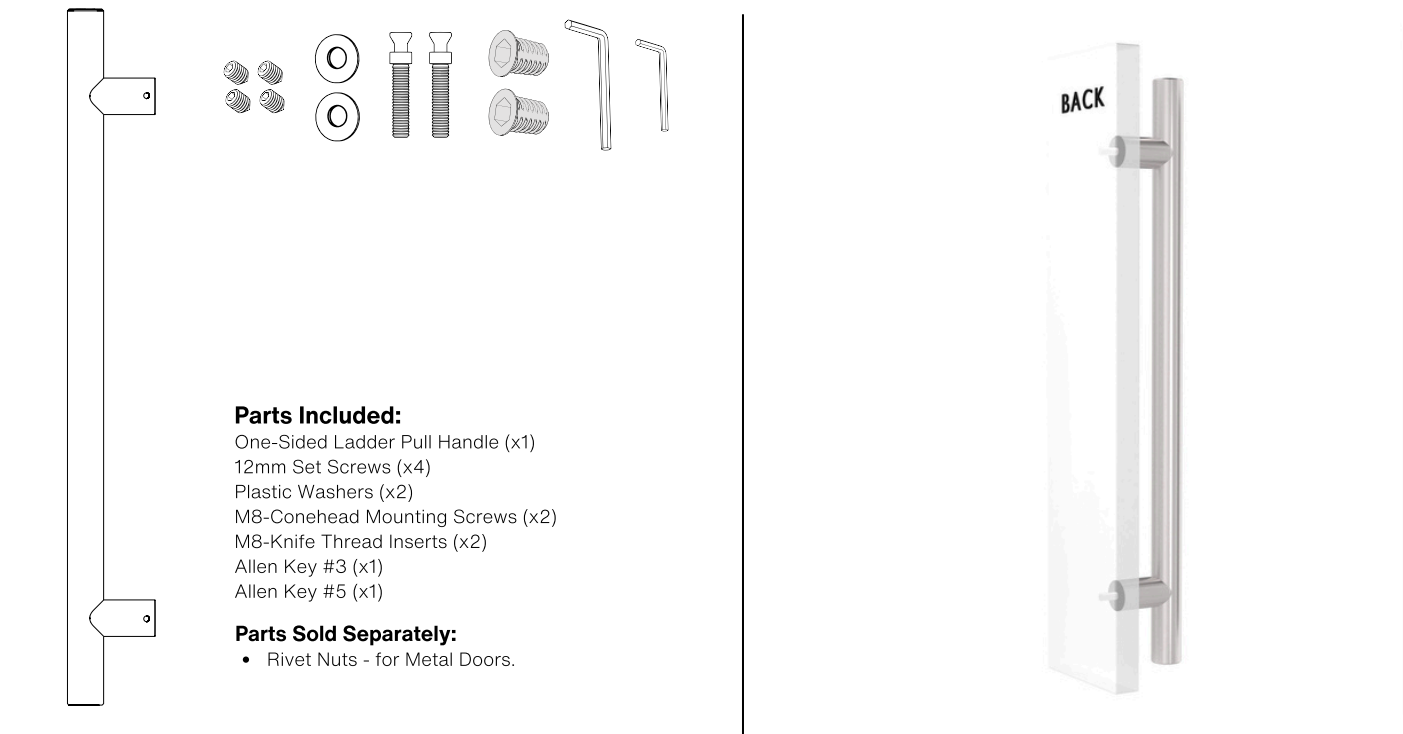 Parts Included:
One-Sided Ladder Pull Handle (x1)
12mm Set Screws (x4)
Plastic Washers (x2)
M8-Conehead Mounting Screws (x2)
M8-Knife Thread Inserts (x2)
Allen Key #3 (x1)
Allen Key #5 (x1)
Parts Sold Separately:
• Rivet Nuts - for Metal Doors.
BACK